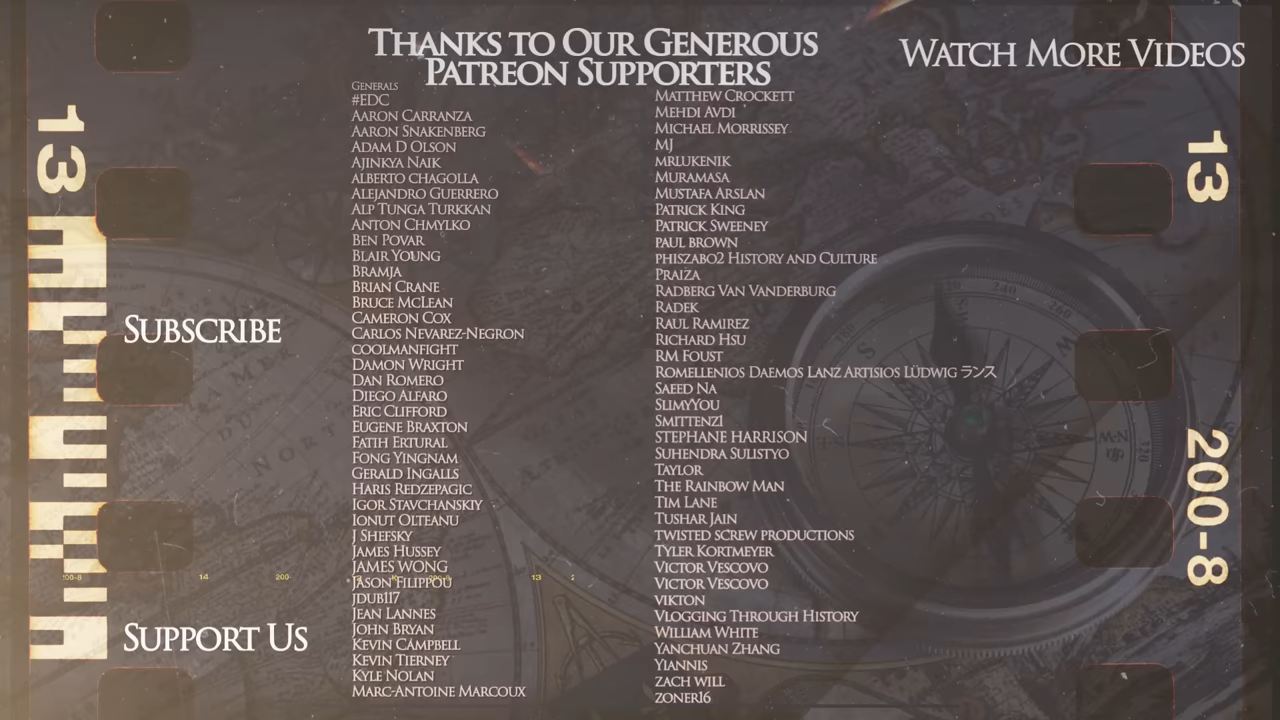 THANKS TO OUR GENEROUS
PATREON SUPPORTERS
WATCH MORE VIDEOS
GENERALS
#EDC
AARON CARRANZA
AARON SNAKENBERG
ADAM D OLSON
AJINKYA NAIK
ALBERTO CHAGOLLA
ALEJANDRO GUERRERO
ALP TUNGA TURKKAN
ANTON CHMYLKO
BEN POVAR
BLAIR YOUNG
BRAMJA
BRIAN CRANE
BRUCE MCLEAN
CAMERON COX
CARLOS NEVAREZ-NEGRON
COOLMANFIGHT
DAMON WRIGHT
DAN ROMERO
DIEGO ALFARO
ERIC CLIFFORD
EUGENE BRAXTON
FATIH ERTURAL
FONG YINGNAM
GERALD INGALLS
HARIS REDZEPAGIC
IGOR STAVCHANSKIY
IONUT OLTEANU
J SHEFSKY
JAMES HUSSEY
JAMES WONG
JASON FILIPPOU
JDUB117
JEAN LANNES
JOHN BRYAN
KEVIN CAMPBELL
KEVIN TIERNEY
KYLE NOLAN
MARC-ANTOINE MARCOUX
MATTHEW CROCKETT
MEHDI AVDI
MICHAEL MORRISSEY
MJ
MRLUKENIK
MURAMASA
MUSTAFA ARSLAN
PATRICK KING
PATRICK SWEENEY
PAUL BROWN
PHISZABO2 HISTORY AND CULTURE
PRAIZA
RADBERG VAN VANDERBURG
RADEK
RAUL RAMIREZ
RICHARD HSU
RM FOUST
ROMELLENIOS DAEMOS LANZ ARTISIOS LÜDWIG ランス
SAEED NA
SLIMYYOU
SMITTENZ1
STEPHANE HARRISON
SUHENDRA SULISTYO
TAYLOR
THE RAINBOW MAN
TIM LANE
TUSHAR JAIN
TWISTED SCREW PRODUCTIONS
TYLER KORTMEYER
VICTOR VESCOVO
VICTOR VESCOVO
VIKTON
VLOGGING THROUGH HISTORY
WILLIAM WHITE
YANCHUAN ZHANG
YIANNIS
ZACH WILL
ZONER16
SUBSCRIBE
SUPPORT US
13
13
200-8
14
200
13
240
260